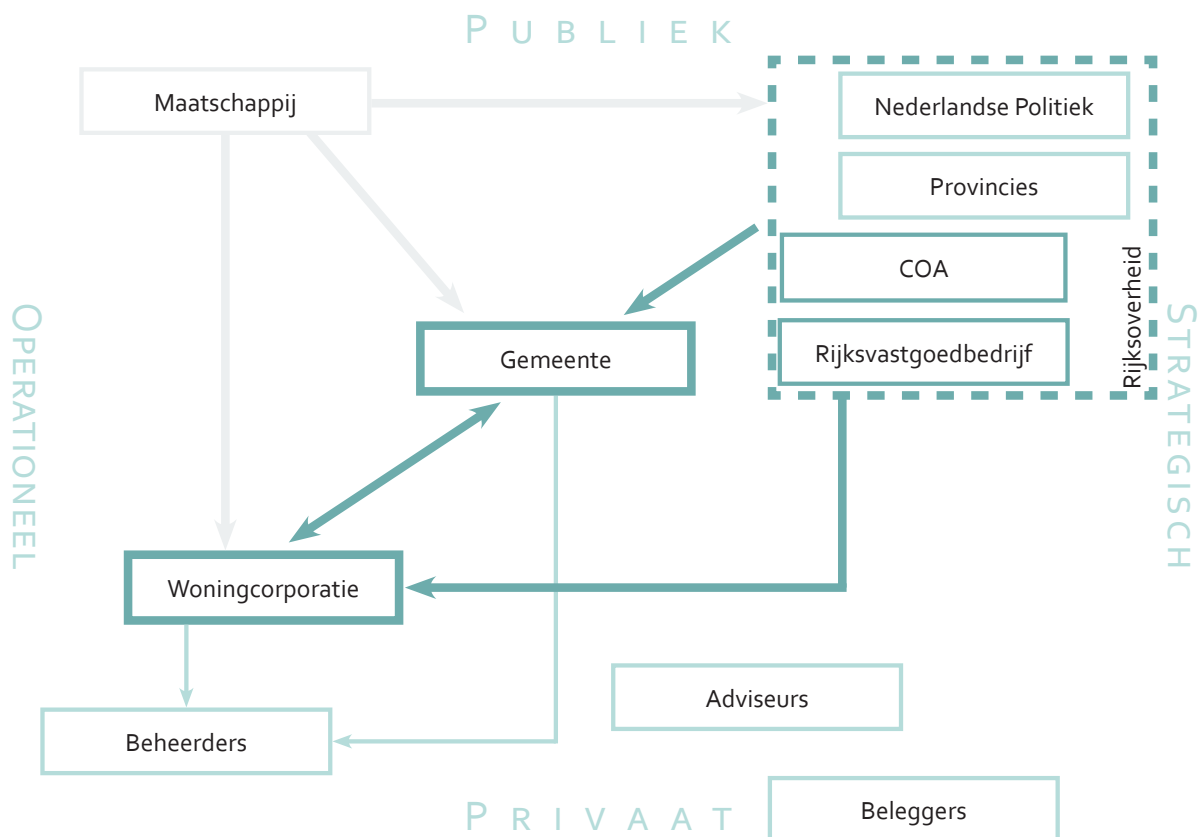 PUBLIEK
Maatschappij
Nederlandse Politiek
Provincies
COA
Rijksvastgoedbedrijf
Rijksoverheid
Gemeente
OPERATIONEEL
STRATEGISCH
Woningcorporatie
Adviseurs
Beheerders
Beleggers
PRIVAAT